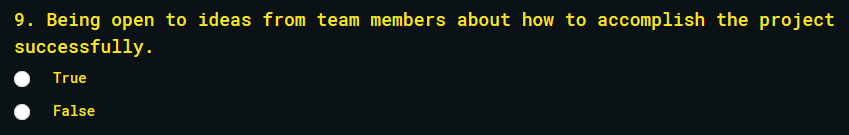 9. Being open to ideas from team members about how to accomplish the project
successfully.
True
False